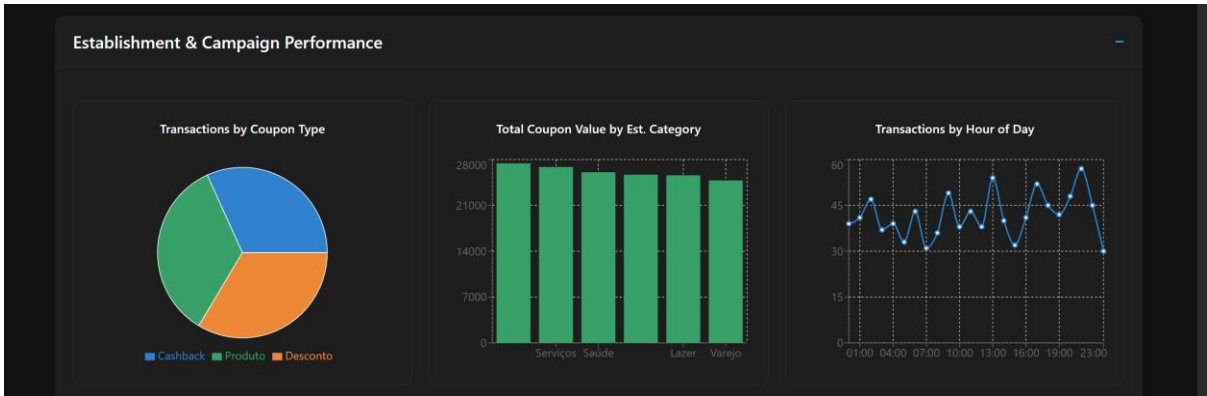 Establishment & Campaign Performance
Transactions by Coupon Type
Cashback Produto Desconto
Total Coupon Value by Est. Category
28000
21000
14000
7000
0
Serviços Saúde Lazer Varejo
Transactions by Hour of Day
60
45
30
15
0
01:00 04:00 07:00 10:00 13:00 16:00 19:00 23:00